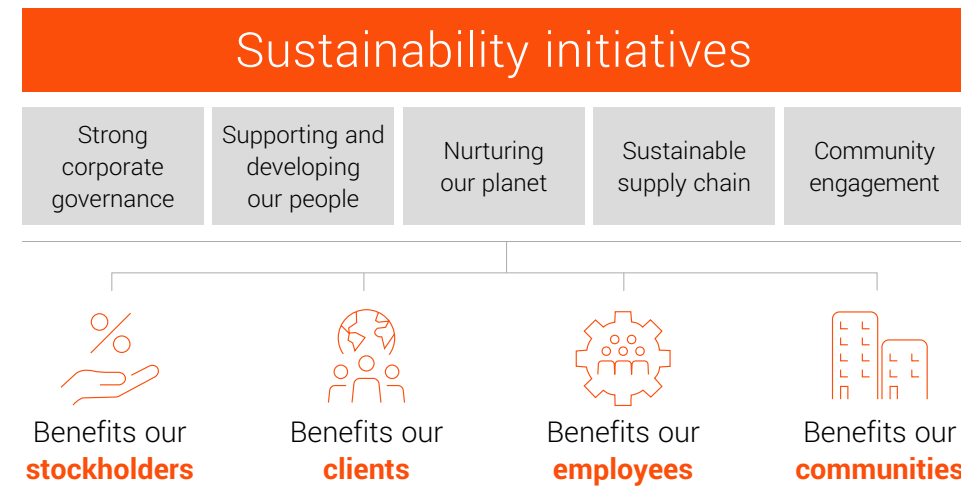 Sustainability initiatives
Strong
corporate
governance
Supporting and
developing
our people
Nurturing
our planet
Sustainable
supply chain
Community
engagement
Benefits our
stockholders
Benefits our
clients
Benefits our
employees
Benefits our
communities